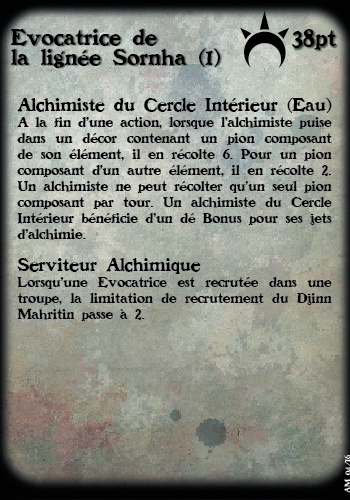 Evocatrice de
la lignée Sornha (1)
38pt
Alchimiste du Cercle Intérieur (Eau)
A la fin d'une action, lorsque l'alchimiste puise
dans un décor contenant un pion composant
de son élément, il en récolte 6. Pour un pion
composant d'un autre élément, il en récolte 2.
Un alchimiste ne peut récolter qu'un seul pion
composant par tour. Un alchimiste du Cercle
Intérieur bénéficie d'un dé Bonus pour ses jets
d'alchimie.
Serviteur Alchimique
Lorsqu'une Evocatrice est recrutée dans une
troupe, la limitation de recrutement du Djinn
Mahritin passe à 2.